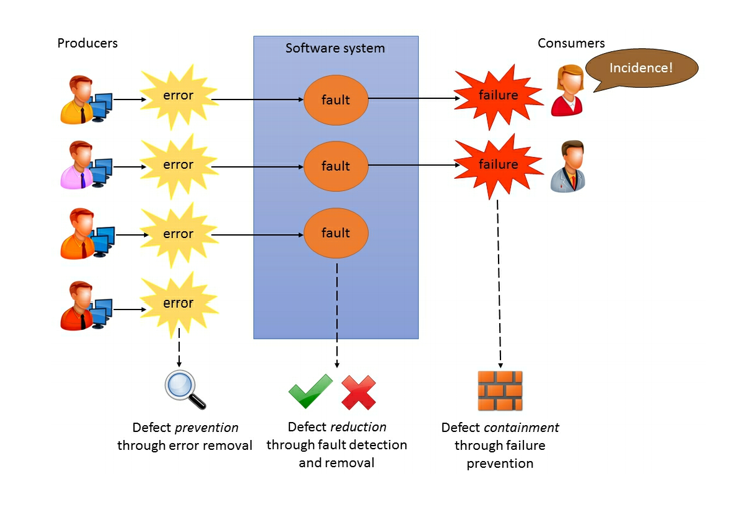 Producers
Software system
Consumers
Incidence!
error
fault
failure
error
fault
failure
error
fault
error
Defect prevention
through error removal
Defect reduction
through fault detection
and removal
Defect containment
through failure
prevention